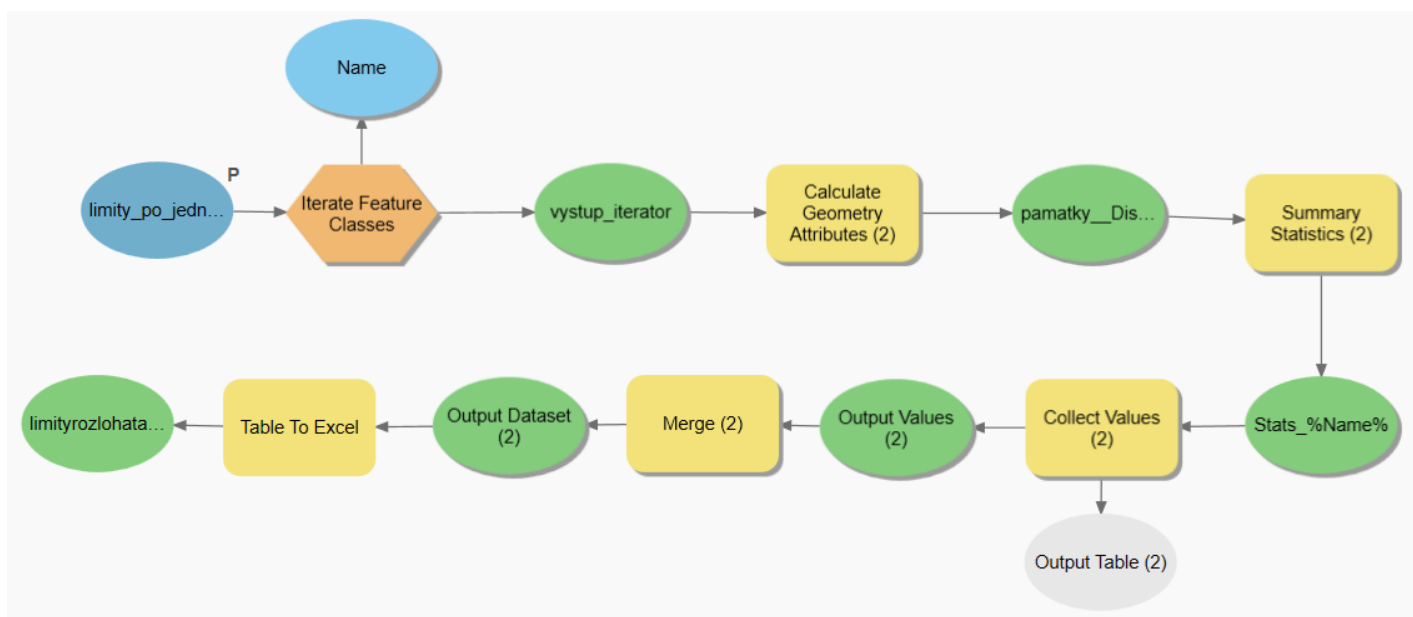 Name
P
limity_po_jedn...
Iterate Feature
Classes
vystup_iterator
Calculate
Geometry
Attributes (2)
pamatky__Dis...
Summary
Statistics (2)
limityrozlohata...
Table To Excel
Output Dataset
(2)
Merge (2)
Output Values
(2)
Collect Values
(2)
Stats_%Name%
Output Table (2)